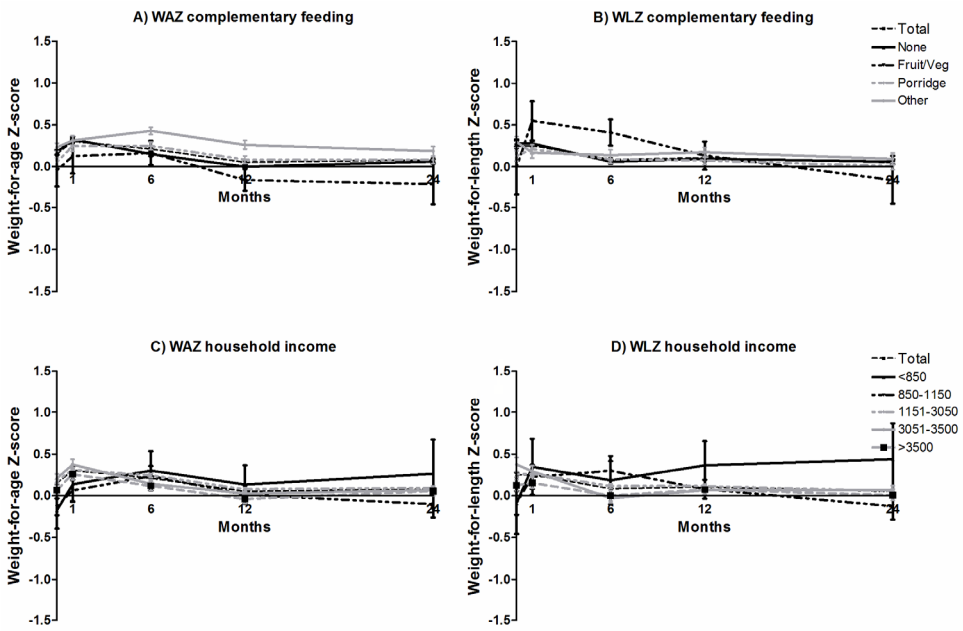 A) WAZ complementary feeding
Weight-for-age Z-score
1.5
1.0
0.5
0.0
-0.5
-1.0
-1.5
1
6
12
24
Months
B) WLZ complementary feeding
Weight-for-length Z-score
1.5
1.0
0.5
0.0
-0.5
-1.0
-1.5
1
6
12
24
Months
Total
None
Fruit/Veg
Porridge
Other
C) WAZ household income
Weight-for-age Z-score
1.5
1.0
0.5
0.0
-0.5
-1.0
-1.5
1
6
12
24
Months
D) WLZ household income
Weight-for-length Z-score
1.5
1.0
0.5
0.0
-0.5
-1.0
-1.5
1
6
12
24
Months
Total
<850
850-1150
1151-3050
3051-3500
>3500